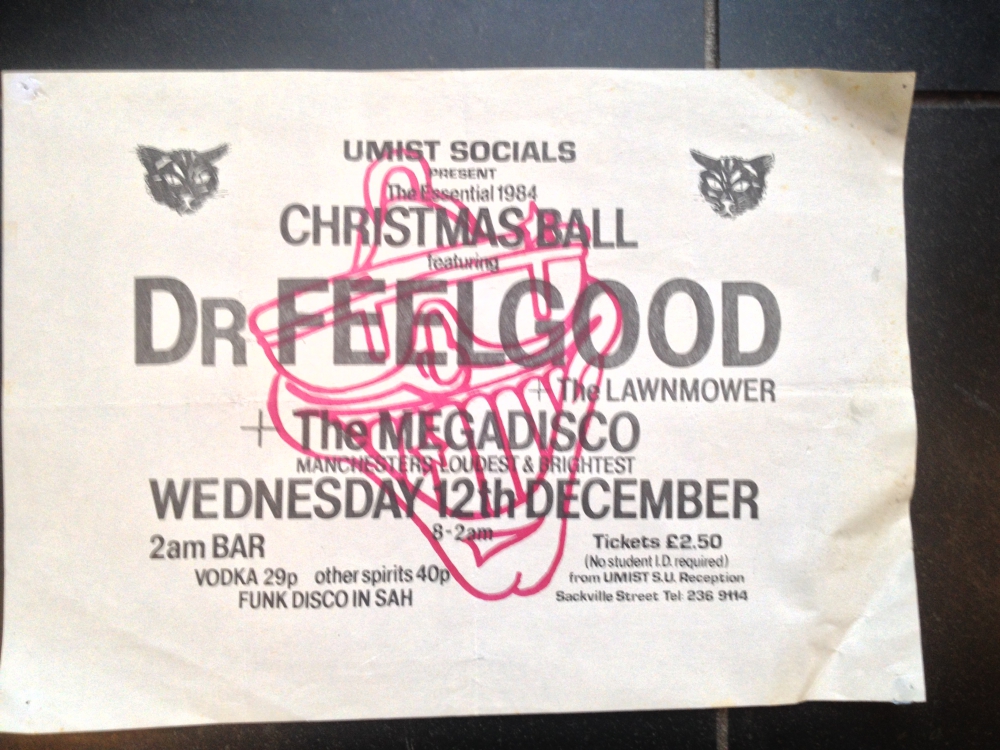 UMIST SOCIALS
PRESENT
The Essential 1984
CHRISTMAS BALL
featuring
DR FEELGOOD
+ The LAWNMOWER
+ The MEGADISCO
MANCHESTERS LOUDEST & BRIGHTEST
WEDNESDAY 12th DECEMBER
8-2am
2am BAR
VODKA 29p other spirits 40p
FUNK DISCO IN SAH
Tickets £2.50
(No student I.D. required)
from UMIST S.U. Reception
Sackville Street Tel: 236 9114